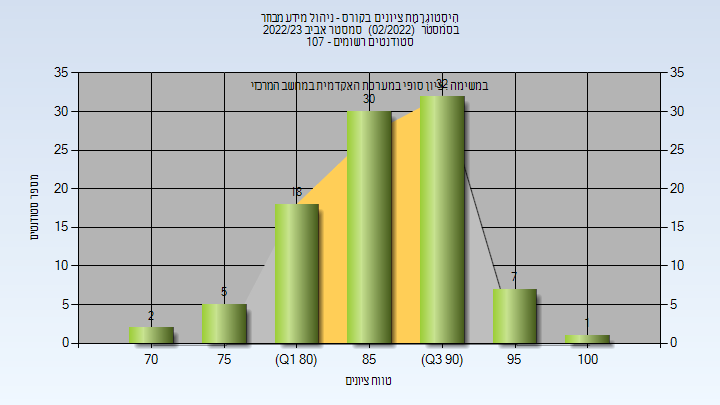 היסטוגרמת ציונים בקורס - ניהול מידע מבוזר
בסמסטר (02/2022) סמסטר אביב 2022/23
סטודנטים רשומים - 107
במשימה ציון סופי במערכת האקדמית במחשב המרכזי
מספר סטודנטים
35 35
30 30
25 25
20 20
15 15
10 10
5 5
0 0
2 5 18 30 32 7 1
70 75 (Q1 80) 85 (Q3 90) 95 100
טווח ציונים